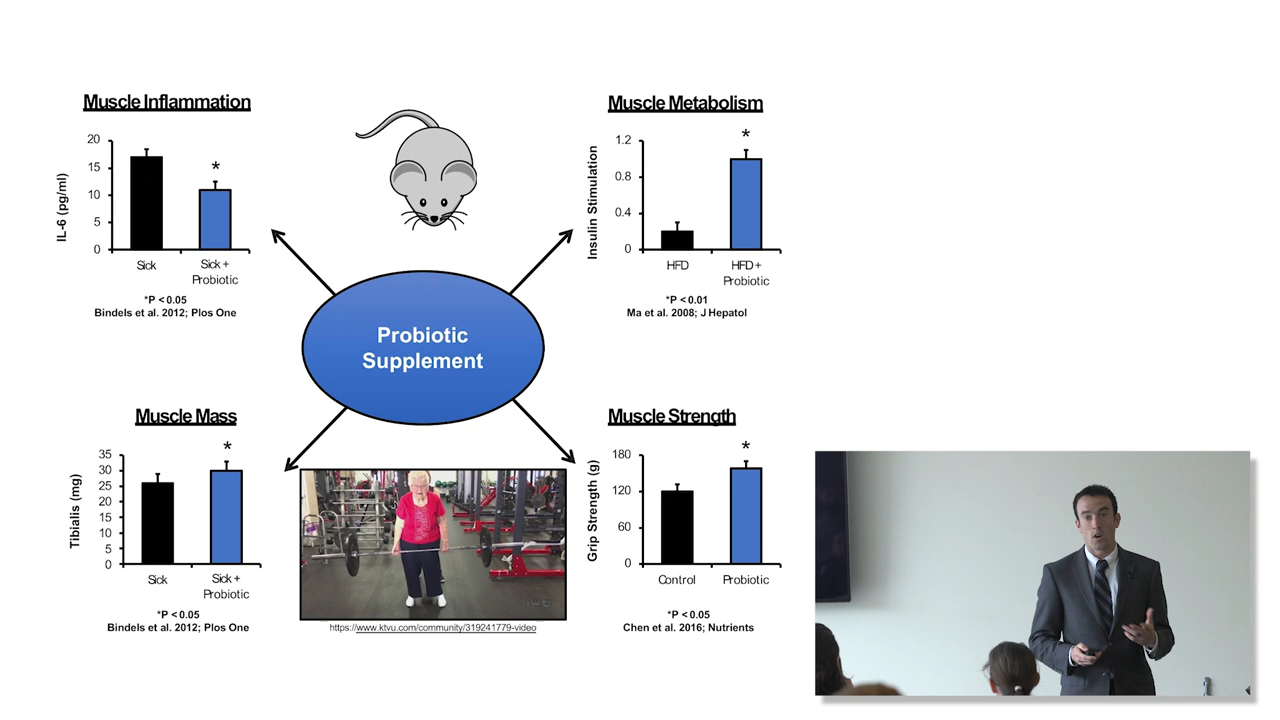 Muscle Inflammation
20
15
10
5
0
IL-6 (pg/ml)
*
Sick
Sick +
Probiotic
*P < 0.05
Bindels et al. 2012; Plos One
Muscle Metabolism
1.2
0.8
0.4
0
Insulin Stimulation
*
HFD
HFD +
Probiotic
*P < 0.01
Ma et al. 2008; J Hepatol
Probiotic
Supplement
Muscle Mass
35
30
25
20
15
10
5
0
Tibialis (mg)
*
Sick
Sick +
Probiotic
*P < 0.05
Bindels et al. 2012; Plos One
https://www.ktvu.com/community/319241779-video
Muscle Strength
180
120
60
0
Grip Strength (g)
*
Control
Probiotic
*P < 0.05
Chen et al. 2016; Nutrients